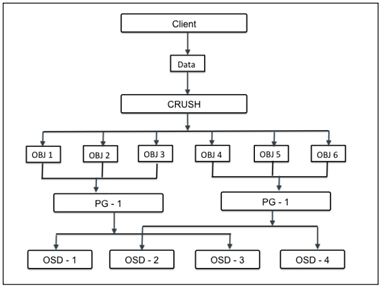 Client
Data
CRUSH
OBJ 1 OBJ 2 OBJ 3 OBJ 4 OBJ 5 OBJ 6
PG - 1 PG - 1
OSD - 1 OSD - 2 OSD - 3 OSD - 4